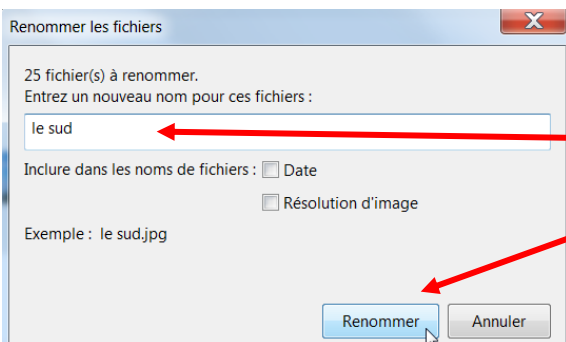 Renommer les fichiers
25 fichier(s) à renommer.
Entrez un nouveau nom pour ces fichiers :
le sud
Inclure dans les noms de fichiers : Date
Résolution d'image
Exemple : le sud.jpg
Renommer Annuler